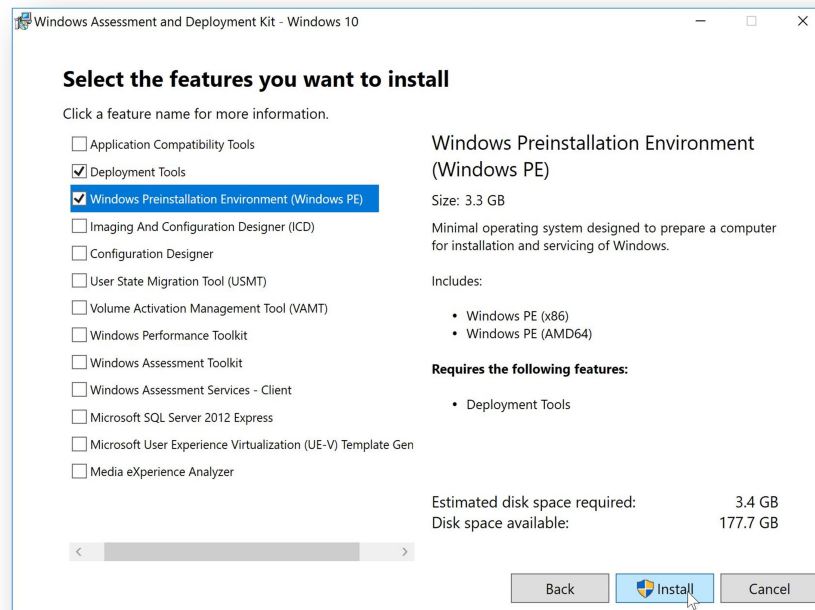 Windows Assessment and Deployment Kit - Windows 10
Select the features you want to install
Click a feature name for more information.
Application Compatibility Tools
Deployment Tools
Windows Preinstallation Environment (Windows PE)
Imaging And Configuration Designer (ICD)
Configuration Designer
User State Migration Tool (USMT)
Volume Activation Management Tool (VAMT)
Windows Performance Toolkit
Windows Assessment Toolkit
Windows Assessment Services - Client
Microsoft SQL Server 2012 Express
Microsoft User Experience Virtualization (UE-V) Template Gen
Media eXperience Analyzer
Windows Preinstallation Environment
(Windows PE)
Size: 3.3 GB
Minimal operating system designed to prepare a computer
for installation and servicing of Windows.
Includes:
• Windows PE (x86)
• Windows PE (AMD64)
Requires the following features:
• Deployment Tools
Estimated disk space required: 3.4 GB
Disk space available: 177.7 GB
Back Install Cancel